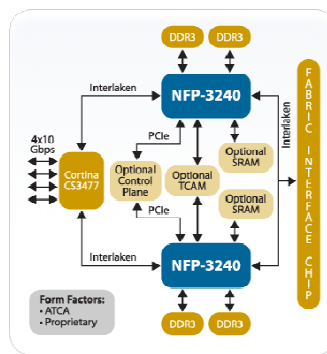 DDR3
DDR3
Interlaken
NFP-3240
4x10
Gbps
PCIe
Interlaken
Optional
SRAM
Cortina
CS3477
Optional
Control
Plane
Optional
TCAM
Optional
SRAM
PCIe
Interlaken
NFP-3240
FABRIC INTERFACE CHIP
Form Factors:
• ATCA
• Proprietary
DDR3
DDR3